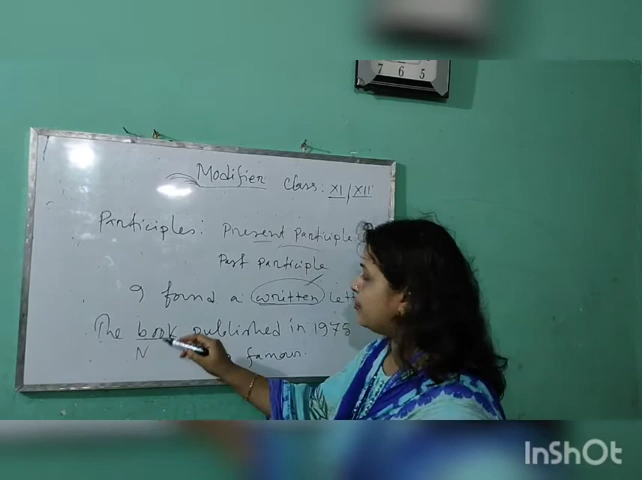 7 6 5
Modifier Class: XI/XII
Participles: Present Participle
Past Participle
I found a written
The book published in 1975
N famous.
InShOt